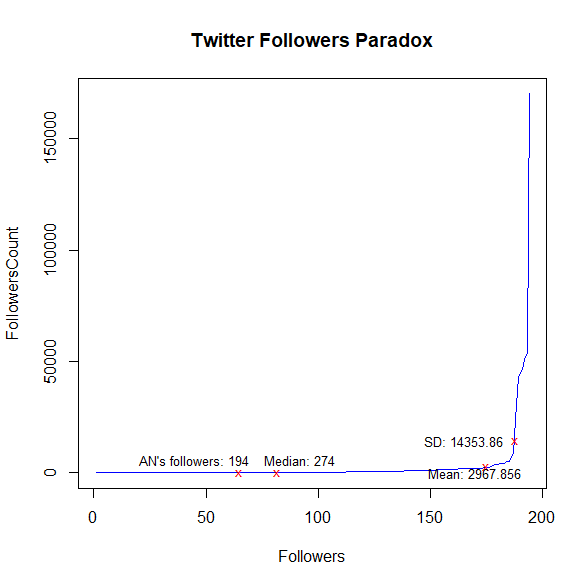 Twitter Followers Paradox
FollowersCount
150000
100000
50000
0
SD: 14353.86
AN's followers: 194
Median: 274
Mean: 2967.856
0 50 100 150 200
Followers